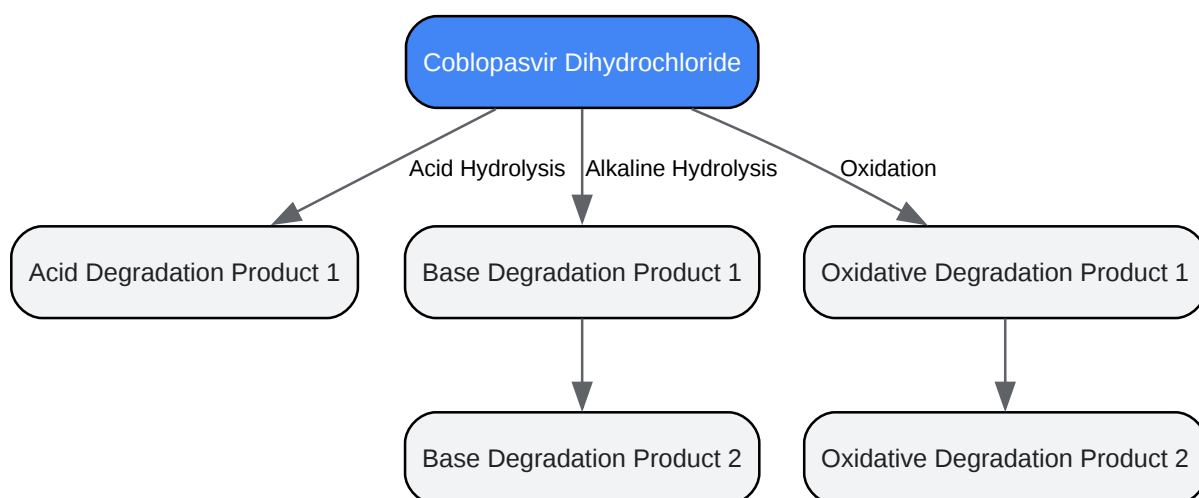 Coblopasvir Dihydrochloride
Acid Hydrolysis
Alkaline Hydrolysis
Oxidation
Acid Degradation Product 1
Base Degradation Product 1
Oxidative Degradation Product 1
Base Degradation Product 2
Oxidative Degradation Product 2